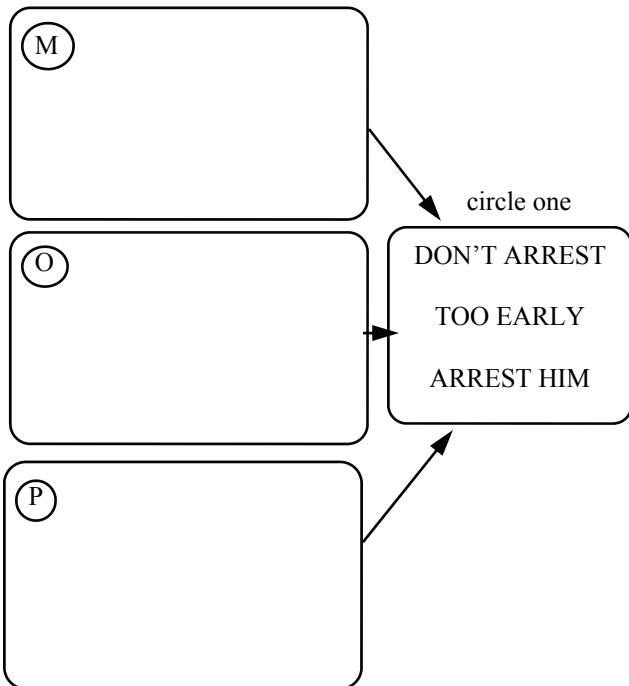 M
circle one
DON'T ARREST
O
TOO EARLY
ARREST HIM
P